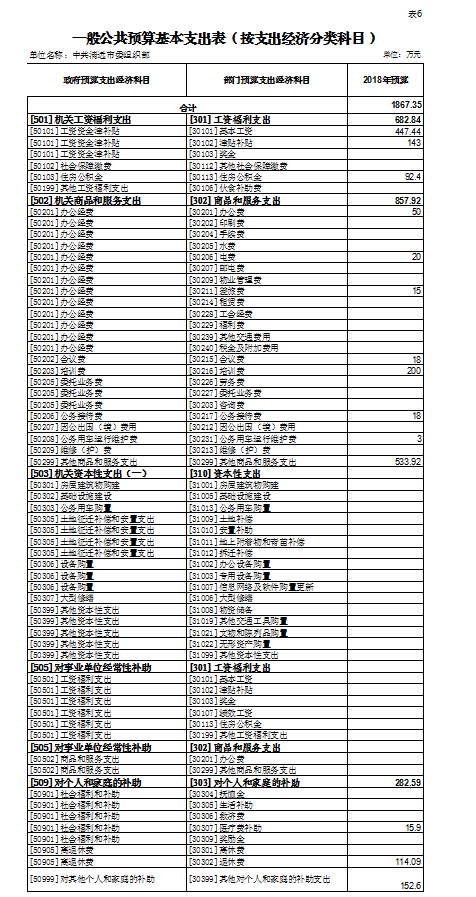 表6
一般公共预算基本支出表（按支出经济分类科目）
单位名称：中共清远市委组织部 单位：万元
政府预算支出经济科目 部门预算支出经济科目 2018年预算
合计 1867.35
[501]机关工资福利支出 [301]工资福利支出 682.84
[50101]工资资金津补贴 [30101]基本工资 447.44
[50101]工资资金津补贴 [30102]津贴补贴 143
[50101]工资资金津补贴 [30103]奖金
[50102]社会保障缴费 [30112]其他社会保障缴费
[50103]住房公积金 [30113]住房公积金 92.4
[50199]其他工资福利支出 [30106]伙食补助费
[502]机关商品和服务支出 [302]商品和服务支出 857.92
[50201]办公经费 [30201]办公费 50
[50201]办公经费 [30202]印刷费
[50201]办公经费 [30204]手续费
[50201]办公经费 [30205]水费
[50201]办公经费 [30206]电费 20
[50201]办公经费 [30207]邮电费
[50201]办公经费 [30209]物业管理费
[50201]办公经费 [30211]差旅费 15
[50201]办公经费 [30214]租赁费
[50201]办公经费 [30228]工会经费
[50201]办公经费 [30229]福利费
[50201]办公经费 [30239]其他交通费用
[50201]办公经费 [30240]税金及附加费用
[50202]会议费 [30215]会议费 18
[50203]培训费 [30216]培训费 200
[50205]委托业务费 [30226]劳务费
[50205]委托业务费 [30227]委托业务费
[50205]委托业务费 [30203]咨询费
[50206]公务接待费 [30217]公务接待费 18
[50207]因公出国（境）费用 [30212]因公出国（境）费用
[50208]公务用车运行维护费 [30231]公务用车运行维护费 3
[50209]维修（护）费 [30213]维修（护）费
[50299]其他商品和服务支出 [30299]其他商品和服务支出 533.92
[503]机关资本性支出（一） [310]资本性支出
[50301]房屋建筑物购建 [31001]房屋建筑物购建
[50302]基础设施建设 [31005]基础设施建设
[50303]公务用车购置 [31013]公务用车购置
[50305]土地征迁补偿和安置支出 [31009]土地补偿
[50305]土地征迁补偿和安置支出 [31010]安置补助
[50305]土地征迁补偿和安置支出 [31011]地上附着物和青苗补偿
[50305]土地征迁补偿和安置支出 [31012]拆迁补偿
[50306]设备购置 [31002]办公设备购置
[50306]设备购置 [31003]专用设备购置
[50306]设备购置 [31007]信息网络及软件购置更新
[50307]大型修缮 [31006]大型修缮
[50399]其他资本性支出 [31008]物资储备
[50399]其他资本性支出 [31019]其他交通工具购置
[50399]其他资本性支出 [31021]文物和陈列品购置
[50399]其他资本性支出 [31022]无形资产购置
[50399]其他资本性支出 [31099]其他资本性支出
[505]对事业单位经常性补助 [301]工资福利支出
[50501]工资福利支出 [30101]基本工资
[50501]工资福利支出 [30102]津贴补贴
[50501]工资福利支出 [30103]奖金
[50501]工资福利支出 [30107]绩效工资
[50501]工资福利支出 [30113]住房公积金
[50501]工资福利支出 [30199]其他工资福利支出
[505]对事业单位经常性补助 [302]商品和服务支出
[50502]商品和服务支出 [30201]办公费
[50502]商品和服务支出 [30299]其他商品和服务支出
[509]对个人和家庭的补助 [303]对个人和家庭的补助 282.59
[50901]社会福利和补助 [30304]抚恤金
[50901]社会福利和补助 [30305]生活补助
[50901]社会福利和补助 [30306]救济费
[50901]社会福利和补助 [30307]医疗费补助 15.9
[50901]社会福利和补助 [30309]奖励金
[50905]离退休费 [30301]离休费
[50905]离退休费 [30302]退休费 114.09
[50999]对其他个人和家庭的补助 [30399]其他对个人和家庭的补助支出 152.6